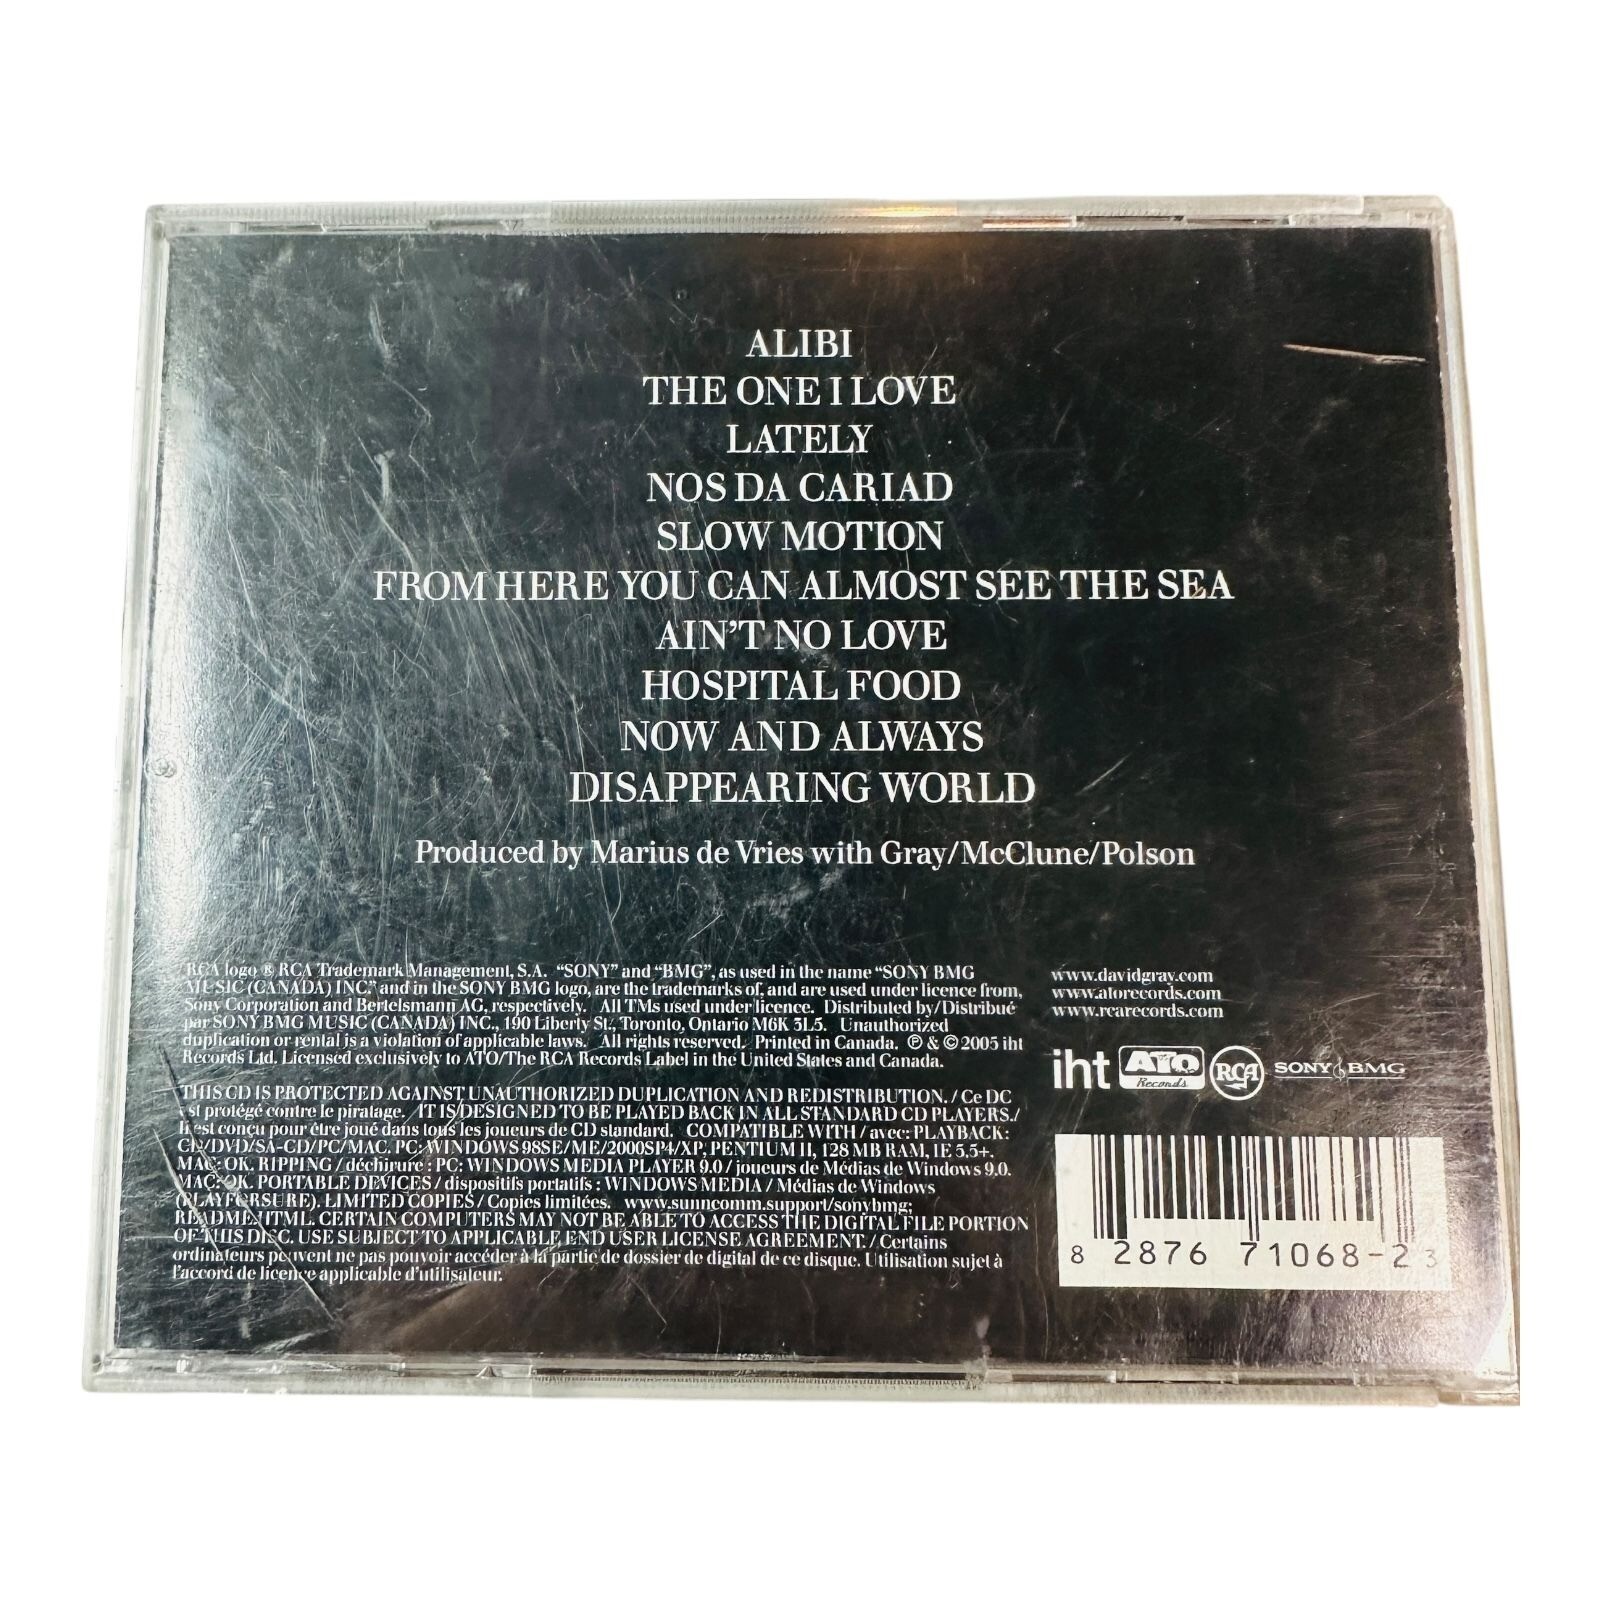 ALIBI
THE ONE I LOVE
LATELY
NOS DA CARIAD
SLOW MOTION
FROM HERE YOU CAN ALMOST SEE THE SEA
AIN'T NO LOVE
HOSPITAL FOOD
NOW AND ALWAYS
DISAPPEARING WORLD
Produced by Marius de Vries with Gray/McClune/Polson
RCA logo ® RCA Trademark Management, S.A. "SONY" and "BMG", as used in the name "SONY BMG
MUSIC (CANADA) INC." and in the SONY BMG logo, are the trademarks of, and are used under licence from,
Sony Corporation and Bertelsmann AG, respectively. All TMs used under licence. Distributed by/Distribué
par SONY BMG MUSIC (CANADA) INC., 190 Liberty St., Toronto, Ontario M6K 3L5. Unauthorized
duplication or rental is a violation of applicable laws. All rights reserved. Printed in Canada. ℗ & © 2005 iht
Records Ltd. Licensed exclusively to ATO/The RCA Records Label in the United States and Canada.
THIS CD IS PROTECTED AGAINST UNAUTHORIZED DUPLICATION AND REDISTRIBUTION. / Ce DC
est protégé contre le piratage. IT IS DESIGNED TO BE PLAYED BACK IN ALL STANDARD CD PLAYERS./
Il est conçu pour être joué dans tous les joueurs de CD standard. COMPATIBLE WITH / avec: PLAYBACK:
CD/DVD/SA-CD/PC/MAC. PC: WINDOWS 98SE/ME/2000SP4/XP, PENTIUM II, 128 MB RAM, IE 5.5+.
MAC: OK. RIPPING / déchirure : PC: WINDOWS MEDIA PLAYER 9.0 / joueurs de Médias de Windows 9.0.
MAC: OK. PORTABLE DEVICES / dispositifs portatifs : WINDOWS MEDIA / Médias de Windows
(PLAYFORSURE). LIMITED COPIES / Copies limitées. www.sunncomm.support/sonybmg;
README.HTML. CERTAIN COMPUTERS MAY NOT BE ABLE TO ACCESS THE DIGITAL FILE PORTION
OF THIS DISC. USE SUBJECT TO APPLICABLE END USER LICENSE AGREEMENT. / Certains
ordinateurs peuvent ne pas pouvoir accéder à la partie de dossier de digital de ce disque. Utilisation sujet à
l'accord de licence applicable d'utilisateur.
www.davidgray.com
www.atorecords.com
www.rcarecords.com
iht ATO Records RCA SONY BMG
8 2876 71068-2 3